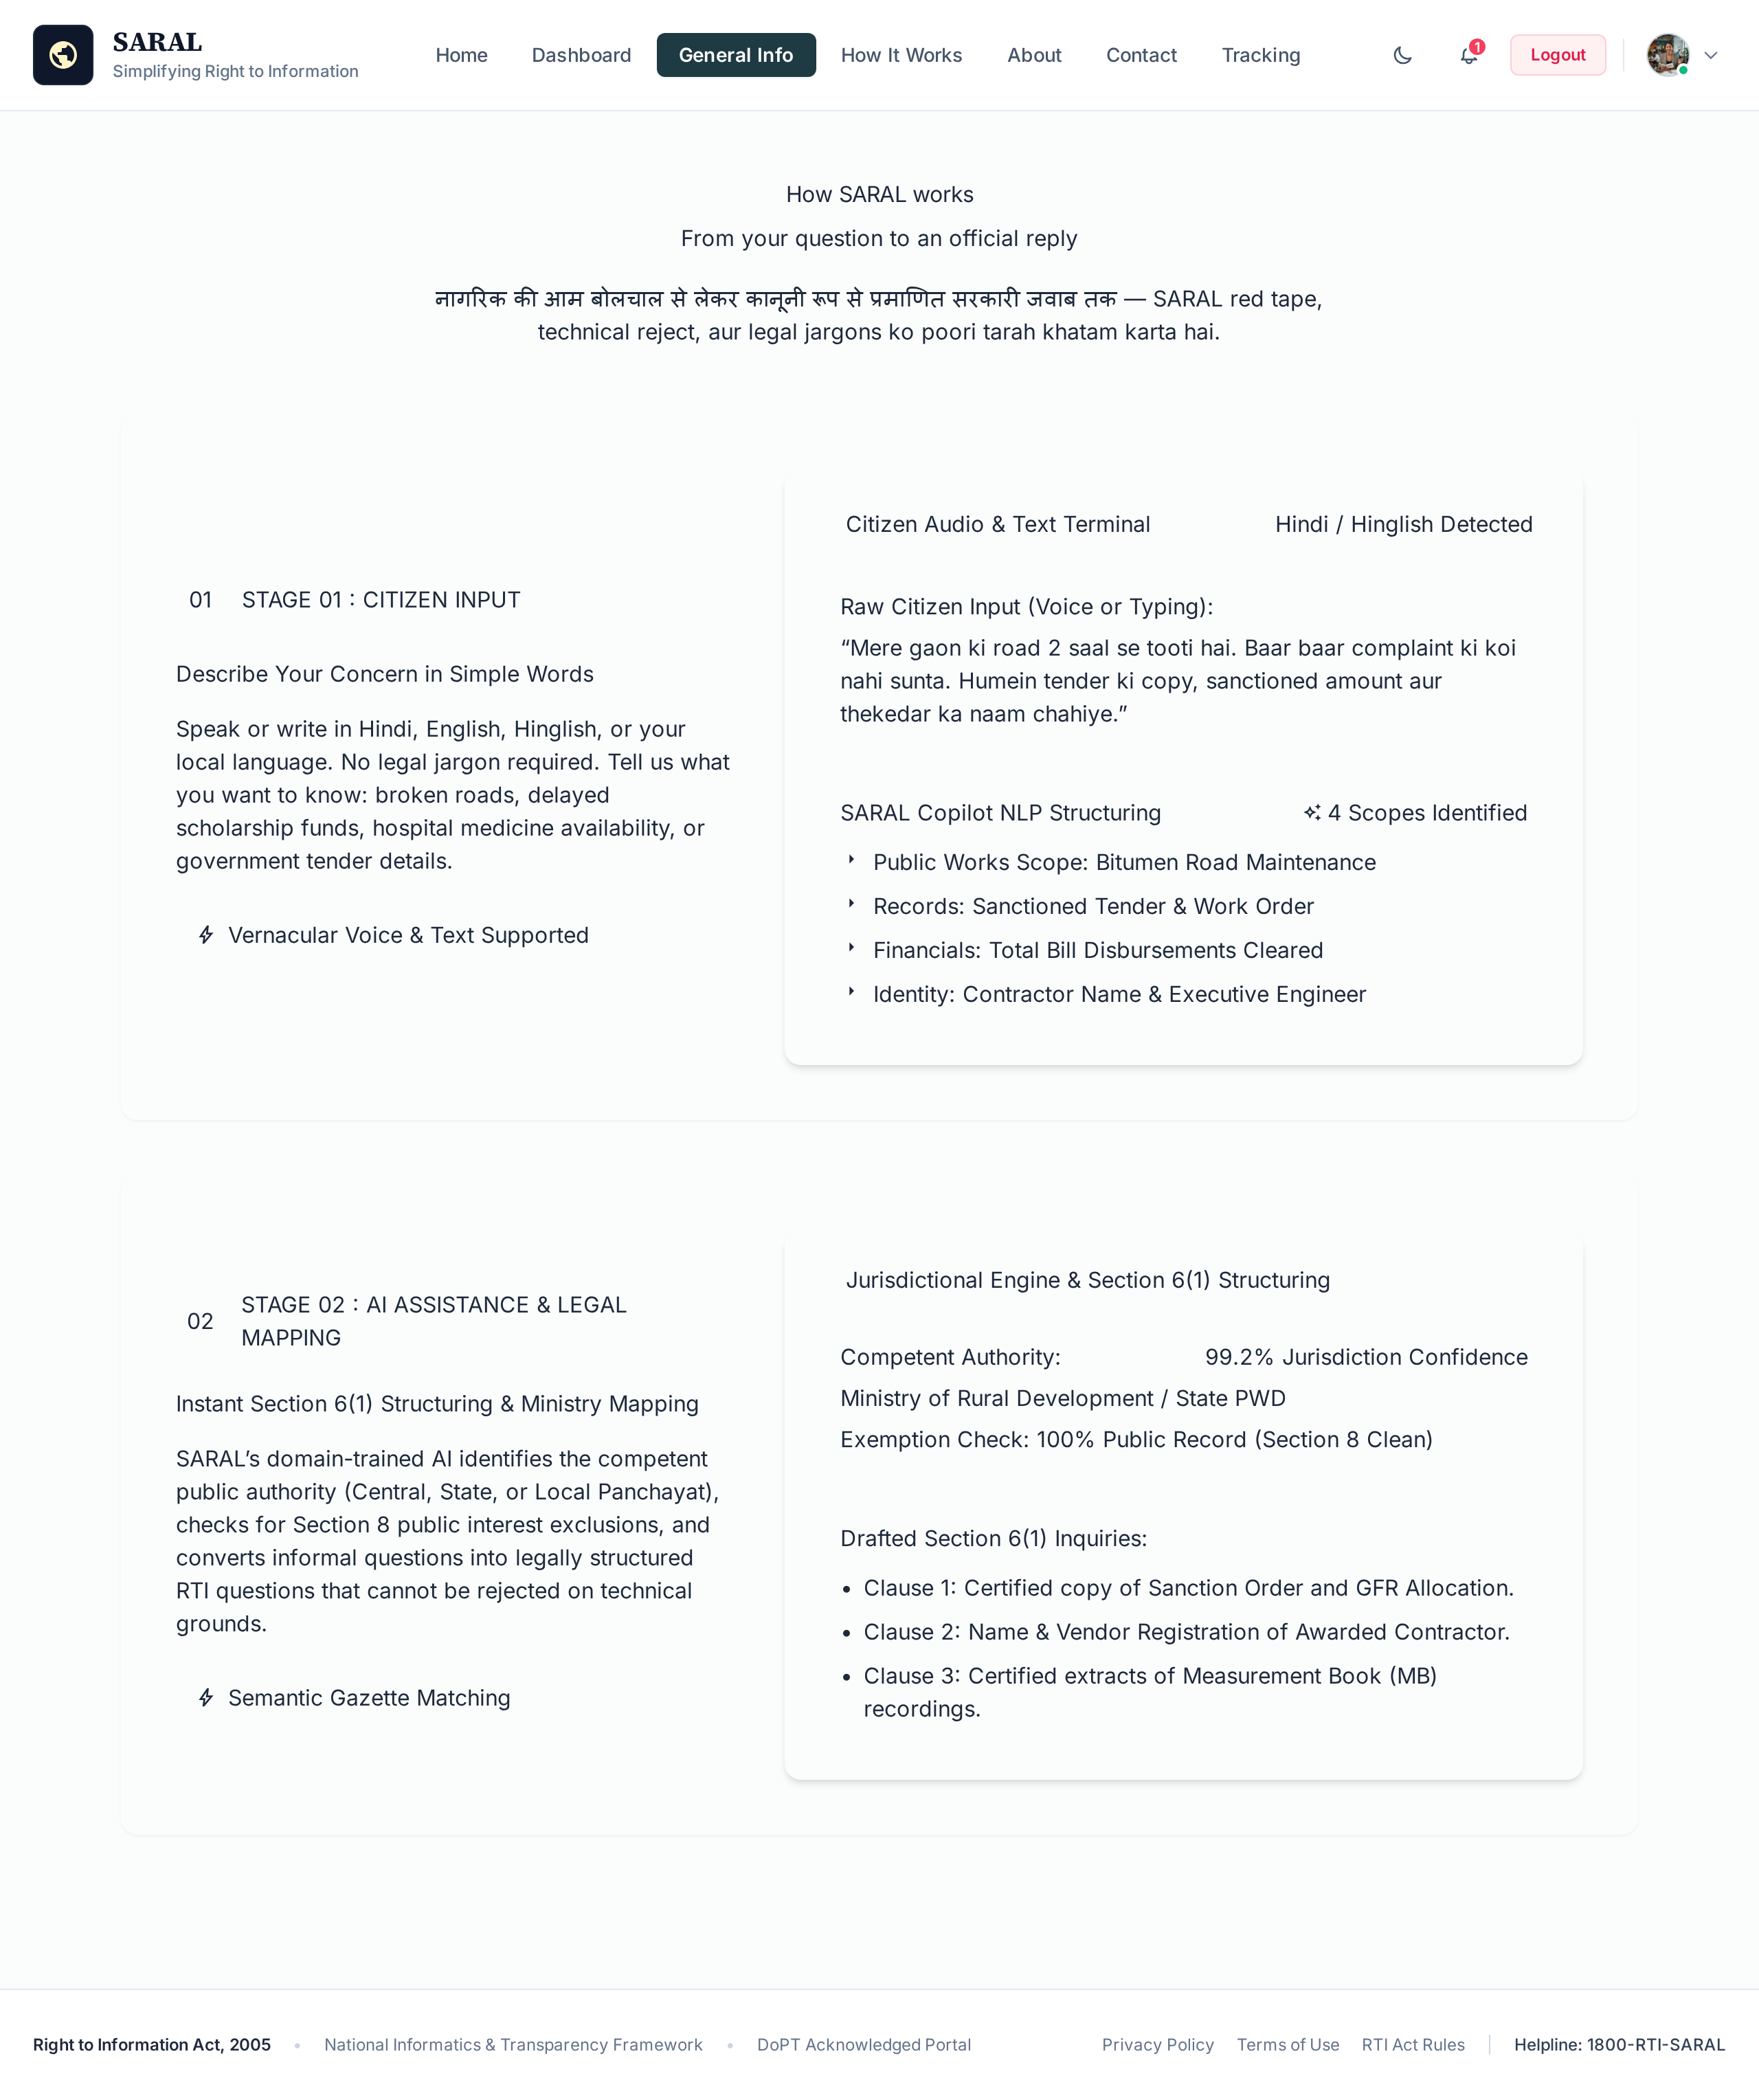 SARAL
Simplifying Right to Information
Home
Dashboard
General Info
How It Works
About
Contact
Tracking
1
Logout
How SARAL works
From your question to an official reply
नागरिक की आम बोलचाल से लेकर कानूनी रूप से प्रमाणित सरकारी जवाब तक — SARAL red tape,
technical reject, aur legal jargons ko poori tarah khatam karta hai.
01
STAGE 01 : CITIZEN INPUT
Describe Your Concern in Simple Words
Speak or write in Hindi, English, Hinglish, or your
local language. No legal jargon required. Tell us what
you want to know: broken roads, delayed
scholarship funds, hospital medicine availability, or
government tender details.
Vernacular Voice & Text Supported
Citizen Audio & Text Terminal
Hindi / Hinglish Detected
Raw Citizen Input (Voice or Typing):
“Mere gaon ki road 2 saal se tooti hai. Baar baar complaint ki koi
nahi sunta. Humein tender ki copy, sanctioned amount aur
thekedar ka naam chahiye.”
SARAL Copilot NLP Structuring
4 Scopes Identified
Public Works Scope: Bitumen Road Maintenance
Records: Sanctioned Tender & Work Order
Financials: Total Bill Disbursements Cleared
Identity: Contractor Name & Executive Engineer
02
STAGE 02 : AI ASSISTANCE & LEGAL
MAPPING
Instant Section 6(1) Structuring & Ministry Mapping
SARAL’s domain-trained AI identifies the competent
public authority (Central, State, or Local Panchayat),
checks for Section 8 public interest exclusions, and
converts informal questions into legally structured
RTI questions that cannot be rejected on technical
grounds.
Semantic Gazette Matching
Jurisdictional Engine & Section 6(1) Structuring
Competent Authority:
99.2% Jurisdiction Confidence
Ministry of Rural Development / State PWD
Exemption Check: 100% Public Record (Section 8 Clean)
Drafted Section 6(1) Inquiries:
• Clause 1: Certified copy of Sanction Order and GFR Allocation.
• Clause 2: Name & Vendor Registration of Awarded Contractor.
• Clause 3: Certified extracts of Measurement Book (MB)
recordings.
Right to Information Act, 2005 • National Informatics & Transparency Framework • DoPT Acknowledged Portal
Privacy Policy
Terms of Use
RTI Act Rules
Helpline: 1800-RTI-SARAL